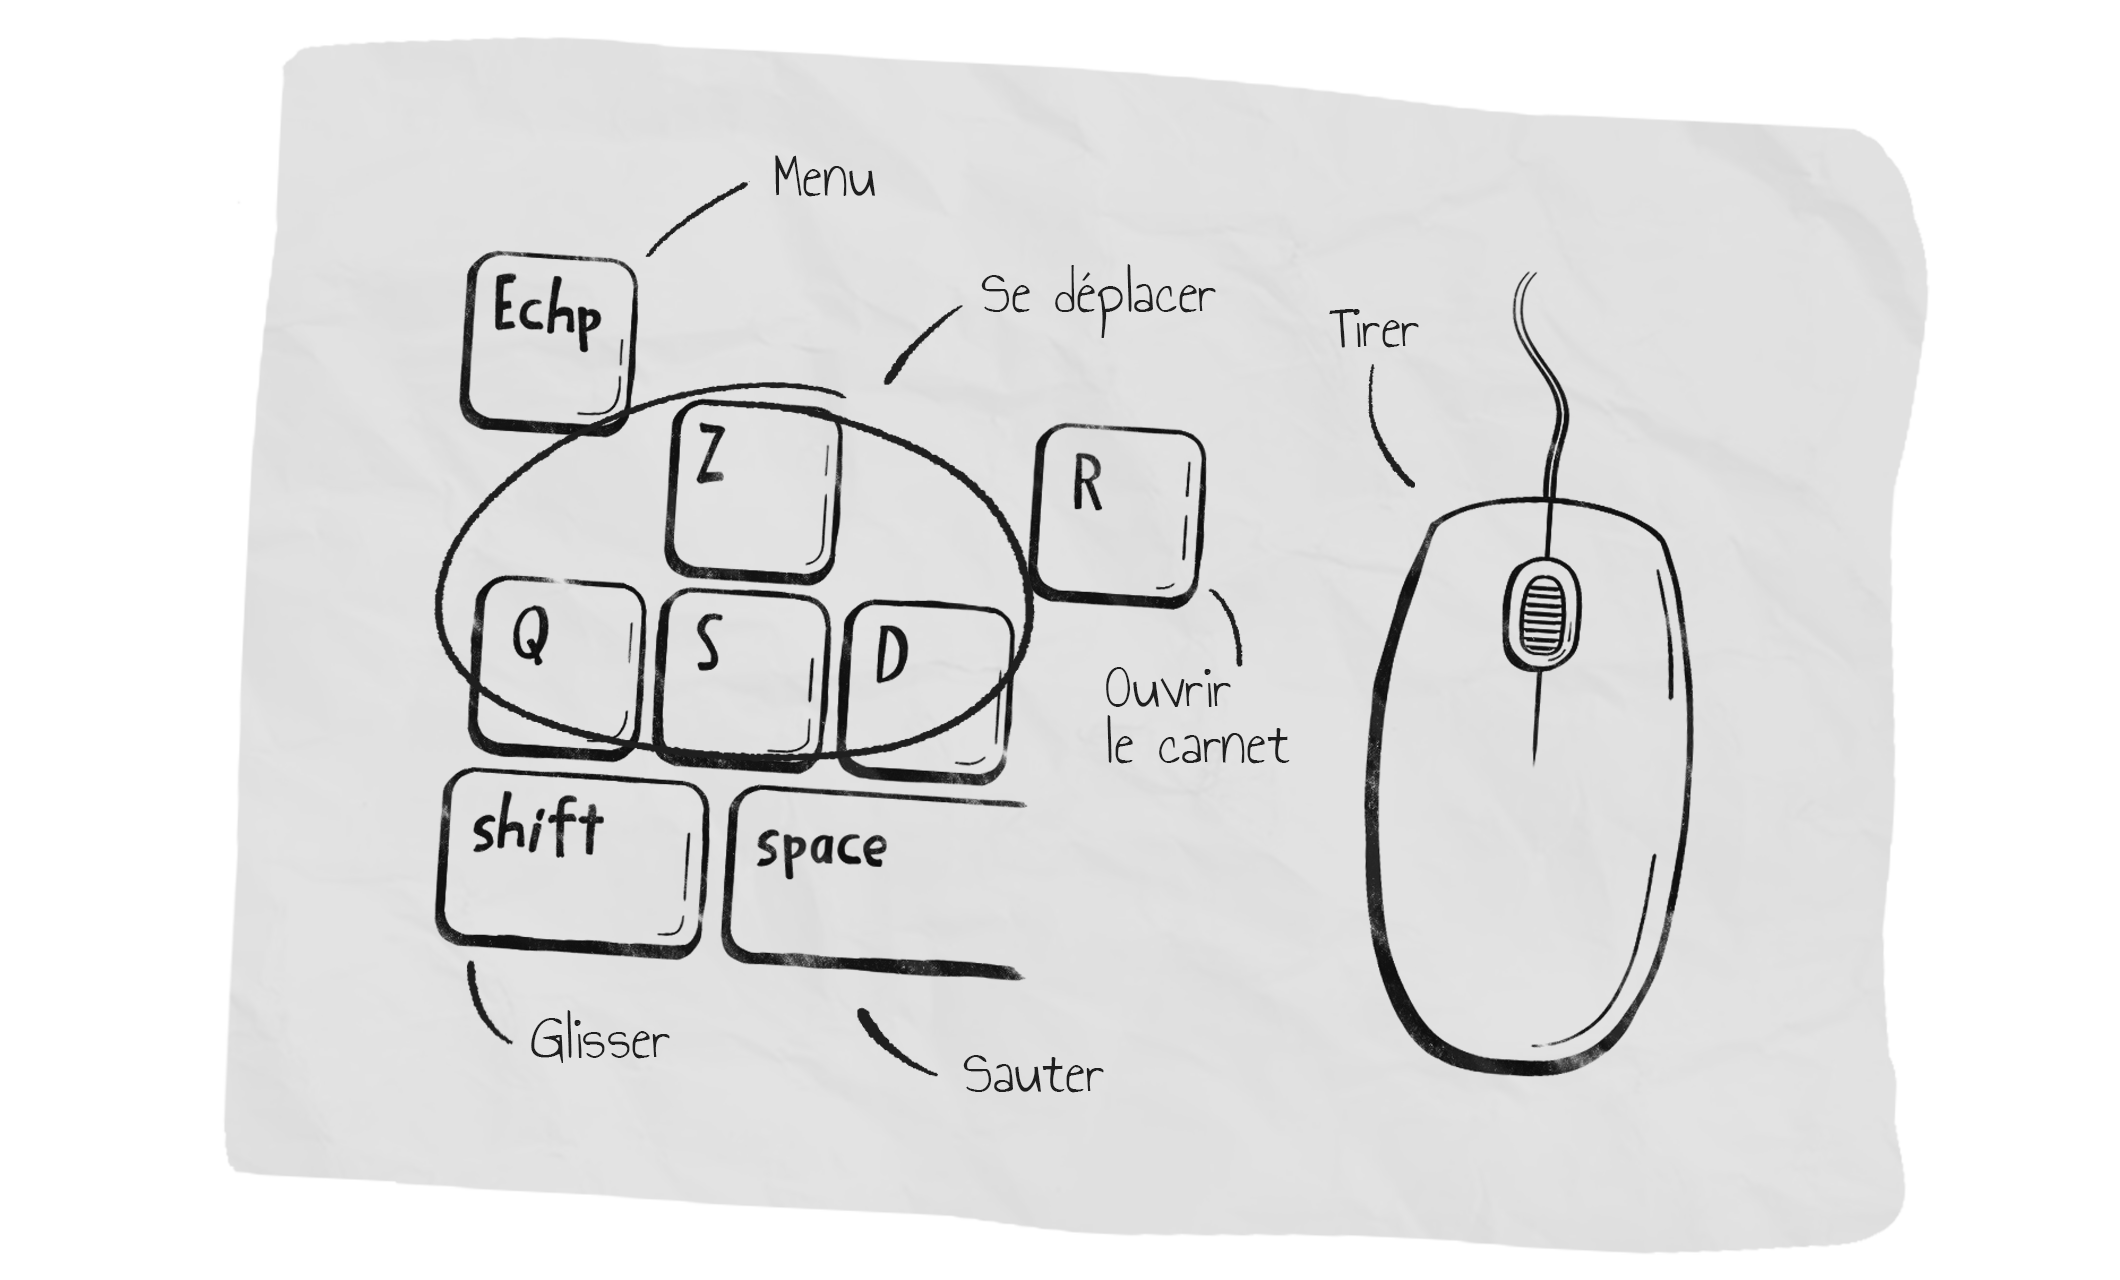 Menu
Echp
Se déplacer
Tirer
Z
R
Q
S
D
Ouvrir
le carnet
shift
space
Glisser
Sauter